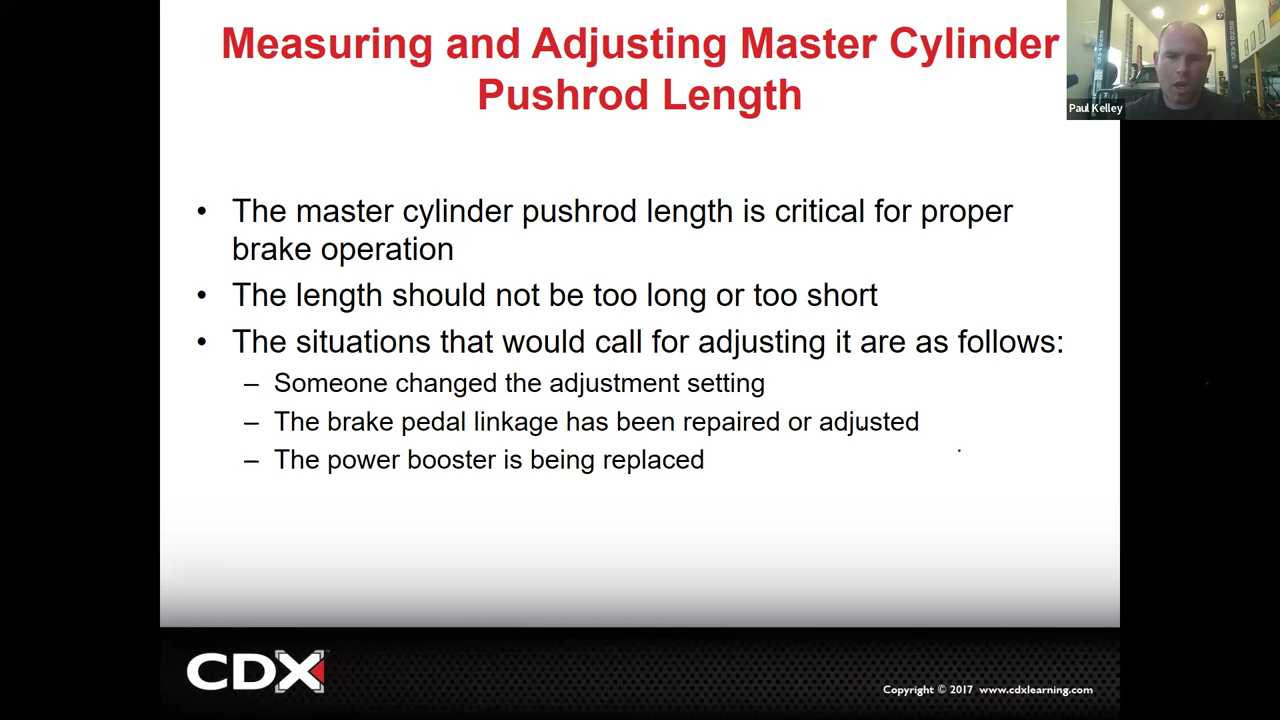 Measuring and Adjusting Master Cylinder
Pushrod Length
Paul Kelley
• The master cylinder pushrod length is critical for proper
brake operation
• The length should not be too long or too short
• The situations that would call for adjusting it are as follows:
– Someone changed the adjustment setting
– The brake pedal linkage has been repaired or adjusted
– The power booster is being replaced
CDX
Copyright © 2017 www.cdxlearning.com